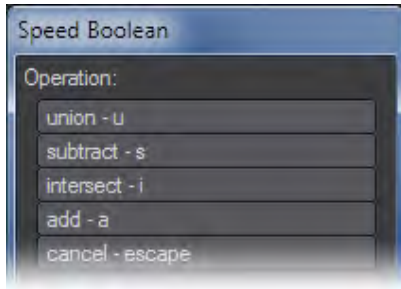 Speed Boolean
Operation:
union - u
subtract - s
intersect - i
add - a
cancel - escape